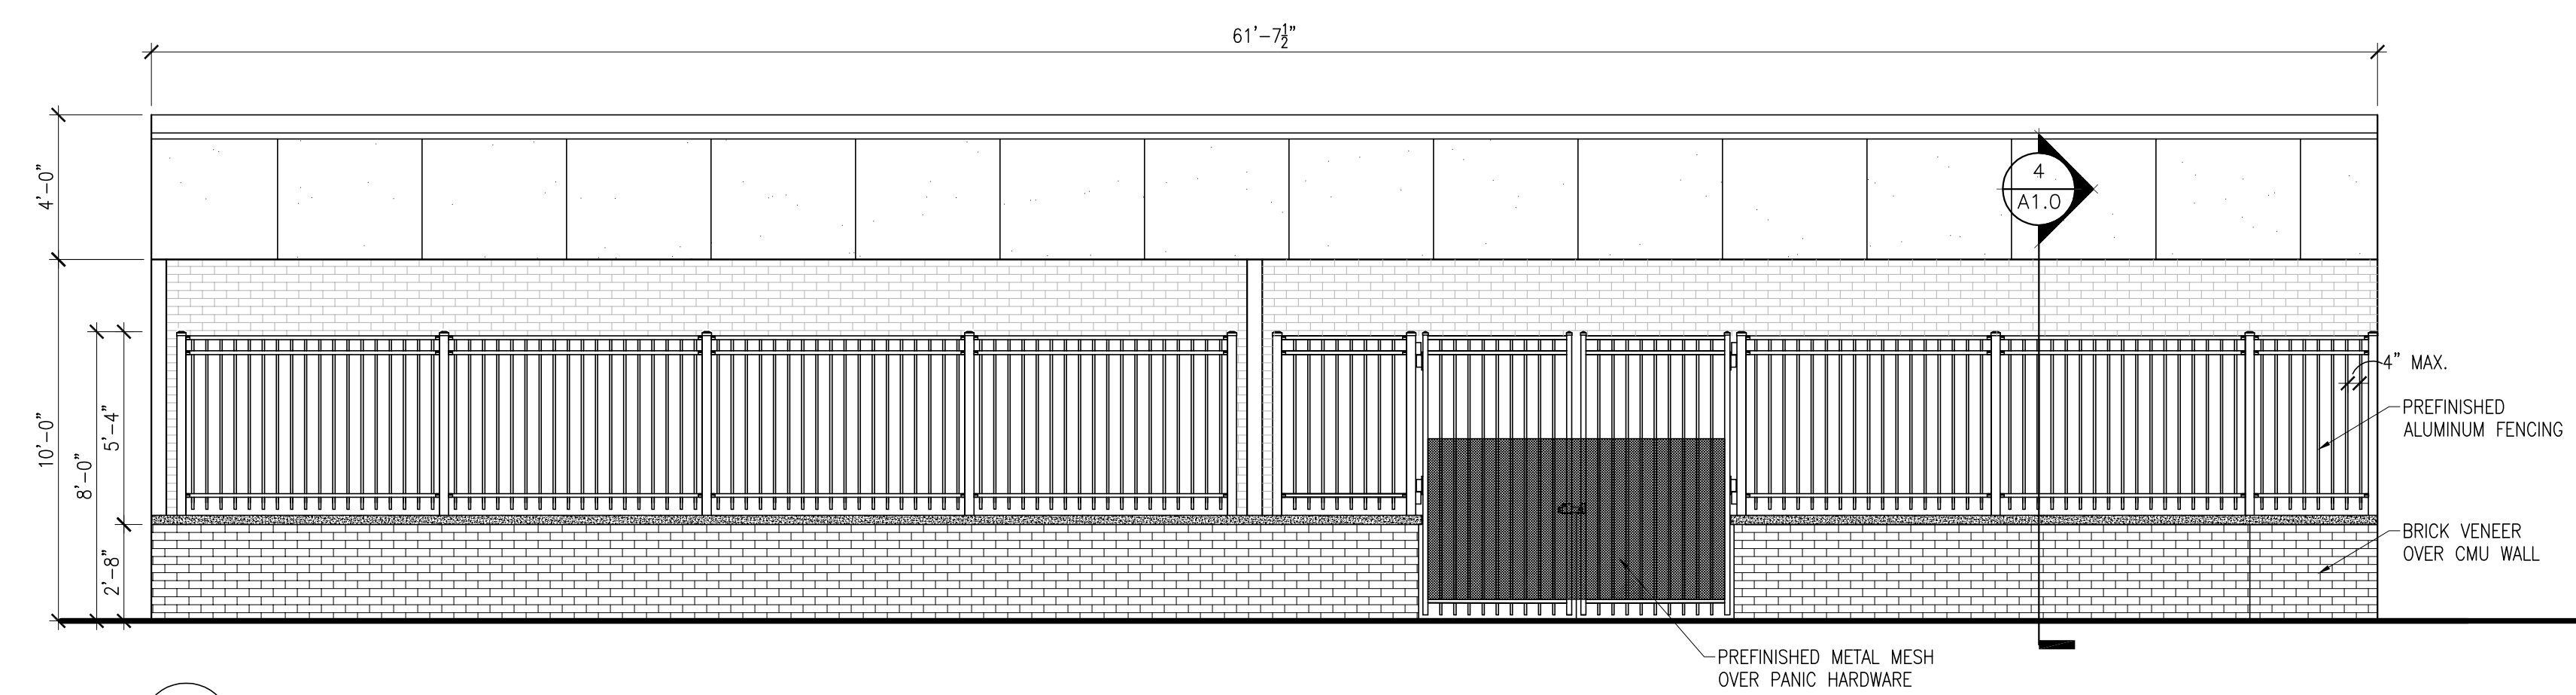 61'-7½"
4'-0"
4
A1.0
10'-0"
8'-0"
5'-4"
2'-8"
4" MAX.
PREFINISHED
ALUMINUM FENCING
BRICK VENEER
OVER CMU WALL
PREFINISHED METAL MESH
OVER PANIC HARDWARE